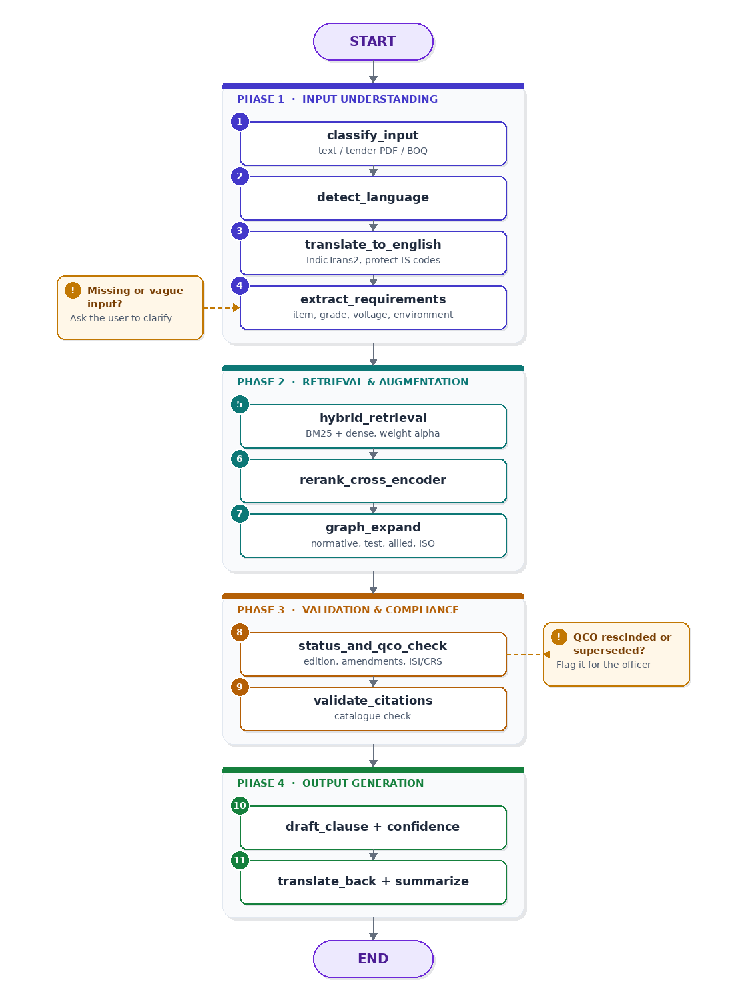 START
PHASE 1 · INPUT UNDERSTANDING
1
classify_input
text / tender PDF / BOQ
2
detect_language
3
translate_to_english
IndicTrans2, protect IS codes
4
extract_requirements
item, grade, voltage, environment
!
Missing or vague
input?
Ask the user to clarify
PHASE 2 · RETRIEVAL & AUGMENTATION
5
hybrid_retrieval
BM25 + dense, weight alpha
6
rerank_cross_encoder
7
graph_expand
normative, test, allied, ISO
PHASE 3 · VALIDATION & COMPLIANCE
8
status_and_qco_check
edition, amendments, ISI/CRS
!
QCO rescinded or
superseded?
Flag it for the officer
9
validate_citations
catalogue check
PHASE 4 · OUTPUT GENERATION
10
draft_clause + confidence
11
translate_back + summarize
END